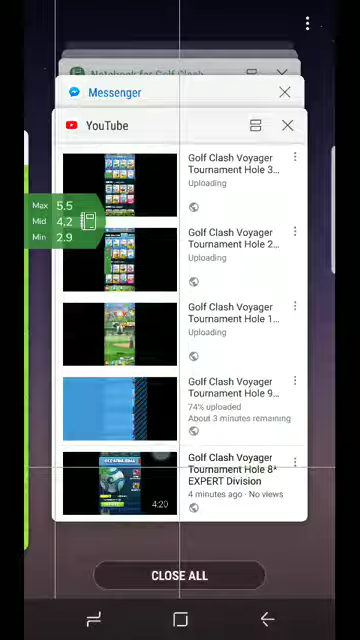 Notebook for Golf Clash
Messenger
YouTube
Golf Clash Voyager
Tournament Hole 3...
Uploading
Max 5.5
Mid 4.2
Min 2.9
Golf Clash Voyager
Tournament Hole 2...
Uploading
Golf Clash Voyager
Tournament Hole 1...
Uploading
Golf Clash Voyager
Tournament Hole 9...
74% uploaded
About 3 minutes remaining
Golf Clash Voyager
Tournament Hole 8*
EXPERT Division
4 minutes ago · No views
4:20
CLOSE ALL